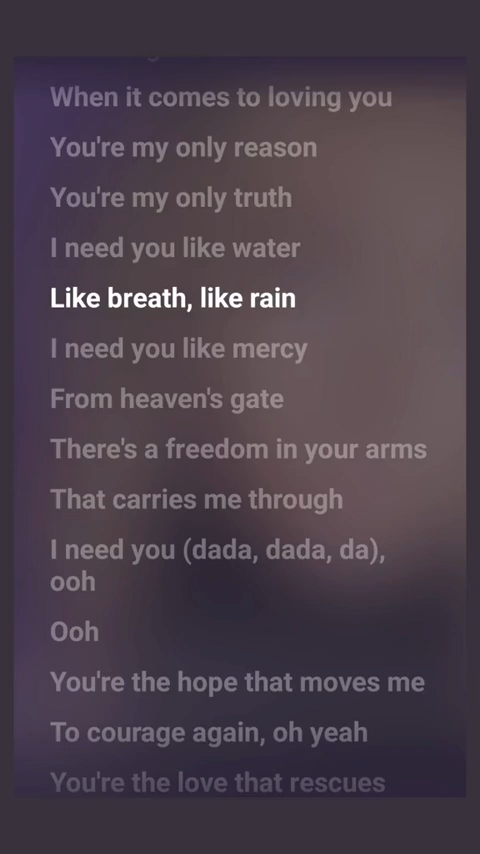 When it comes to loving you
You're my only reason
You're my only truth
I need you like water
Like breath, like rain
I need you like mercy
From heaven's gate
There's a freedom in your arms
That carries me through
I need you (dada, dada, da),
ooh
Ooh
You're the hope that moves me
To courage again, oh yeah
You're the love that rescues